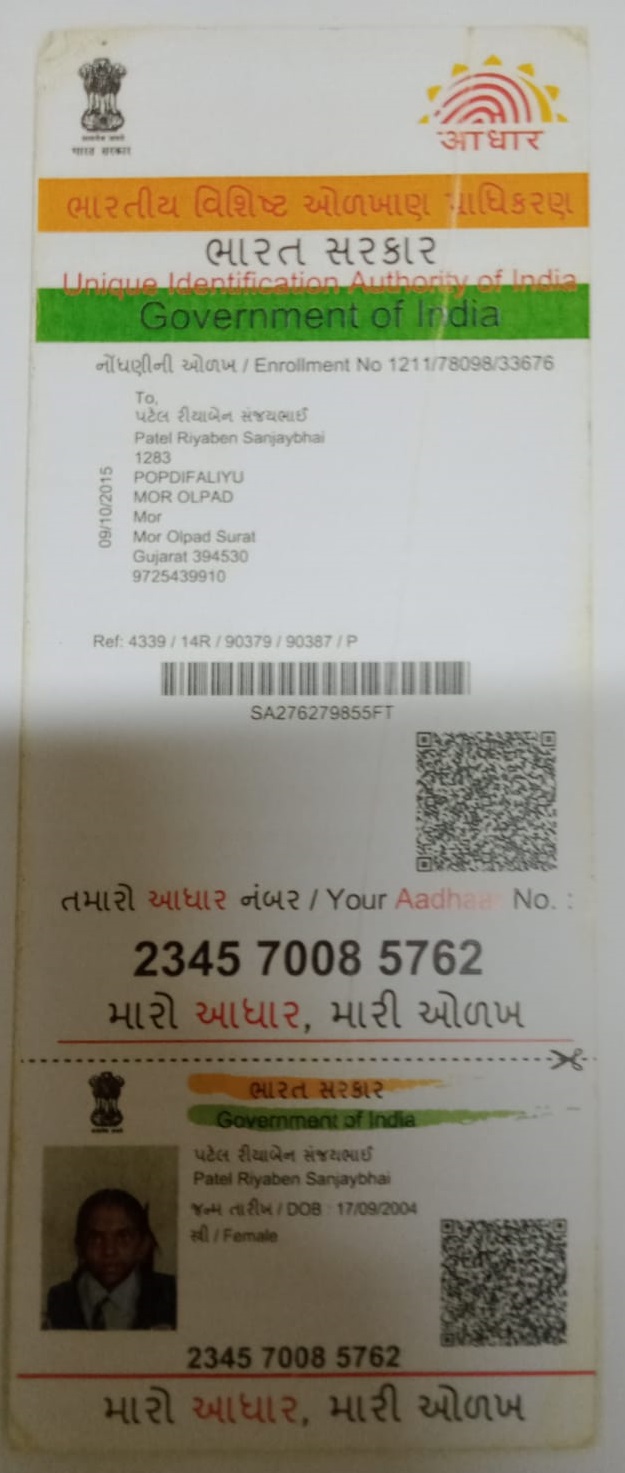 भारत सरकार
आधार
ભારતીય વિશિષ્ટ ઓળખાણ પ્રાધિકરણ
ભારત સરકાર
Unique Identification Authority of India
Government of India
નોંધણીની ઓળખ / Enrollment No 1211/78098/33676
To,
પટેલ રીયાબેન સંજયભાઈ
Patel Riyaben Sanjaybhai
1283
POPDIFALIYU
MOR OLPAD
Mor
Mor Olpad Surat
Gujarat 394530
9725439910
09/10/2015
Ref: 4339 / 14R / 90379 / 90387 / P
SA276279855FT
તમારો આધાર નંબર / Your Aadhaar No. :
2345 7008 5762
મારો આધાર, મારી ઓળખ
ભારત સરકાર
Government of India
પટેલ રીયાબેન સંજયભાઈ
Patel Riyaben Sanjaybhai
જન્મ તારીખ / DOB : 17/09/2004
સ્ત્રી / Female
2345 7008 5762
મારો આધાર, મારી ઓળખ